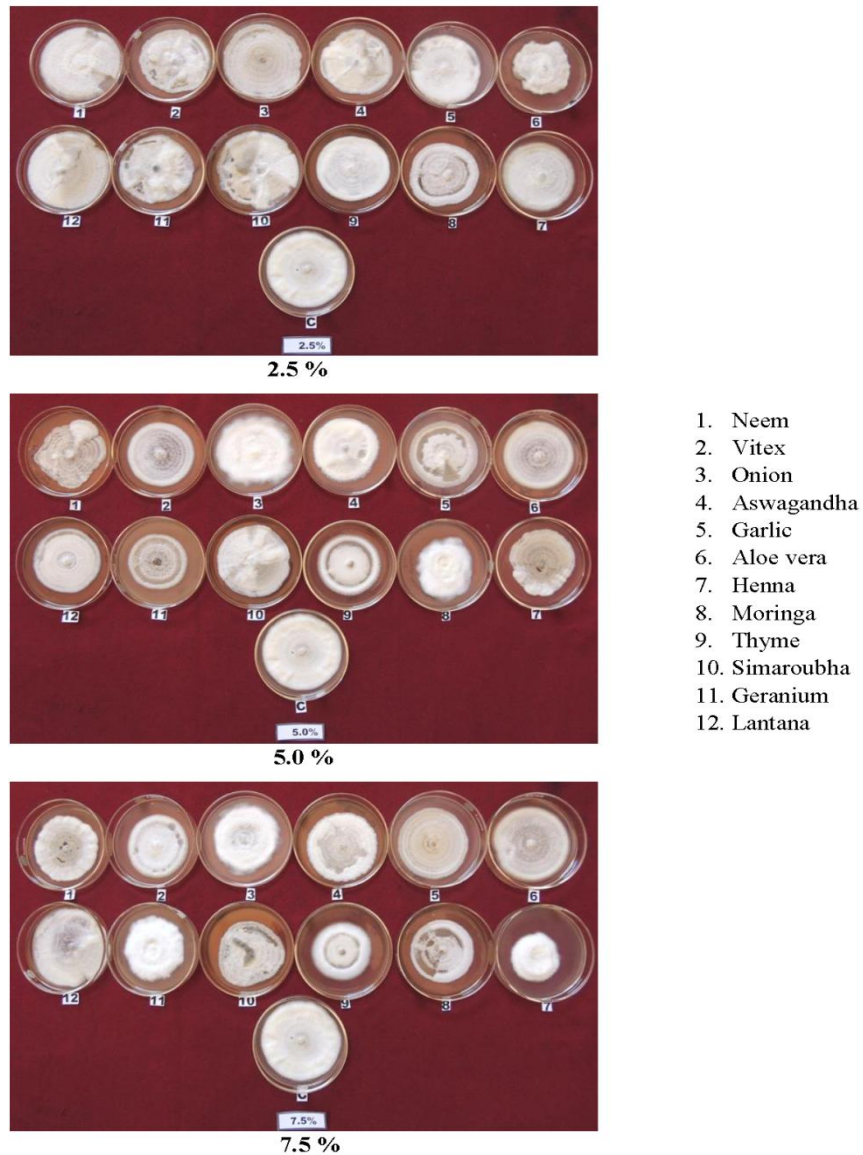 1 2 3 4 5 6
12 11 10 9 8 7
C
2.5%
2.5 %
1 2 3 4 5 6
12 11 10 9 8 7
C
5.0%
5.0 %
1. Neem
2. Vitex
3. Onion
4. Aswagandha
5. Garlic
6. Aloe vera
7. Henna
8. Moringa
9. Thyme
10. Simaroubha
11. Geranium
12. Lantana
1 2 3 4 5 6
12 11 10 9 8 7
C
7.5%
7.5 %